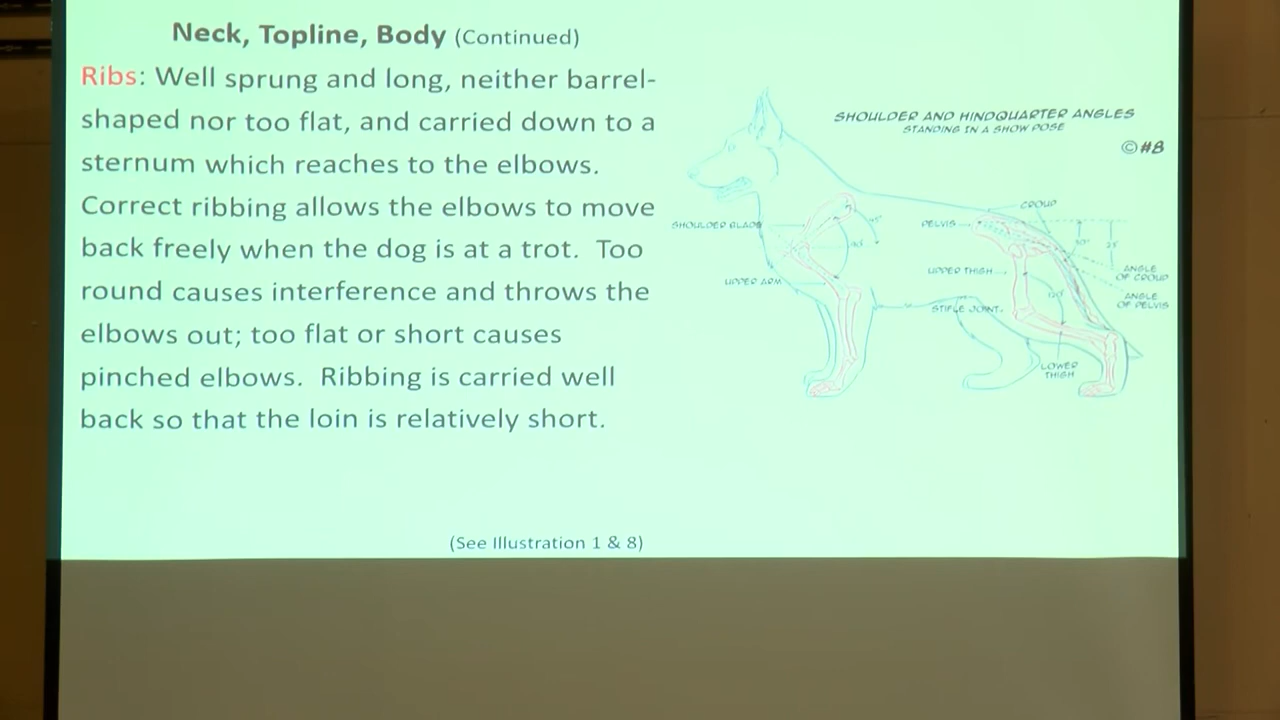 Neck, Topline, Body (Continued)
Ribs: Well sprung and long, neither barrel-
shaped nor too flat, and carried down to a
sternum which reaches to the elbows.
Correct ribbing allows the elbows to move
back freely when the dog is at a trot. Too
round causes interference and throws the
elbows out; too flat or short causes
pinched elbows. Ribbing is carried well
back so that the loin is relatively short.
(See Illustration 1 & 8)
SHOULDER AND HINDQUARTER ANGLES
STANDING IN A SHOW POSE
©#8
CROUP
SHOULDER BLADE
PELVIS
UPPER THIGH
ANGLE
OF CROUP
UPPER ARM
ANGLE
OF PELVIS
STIFLE JOINT
LOWER
THIGH